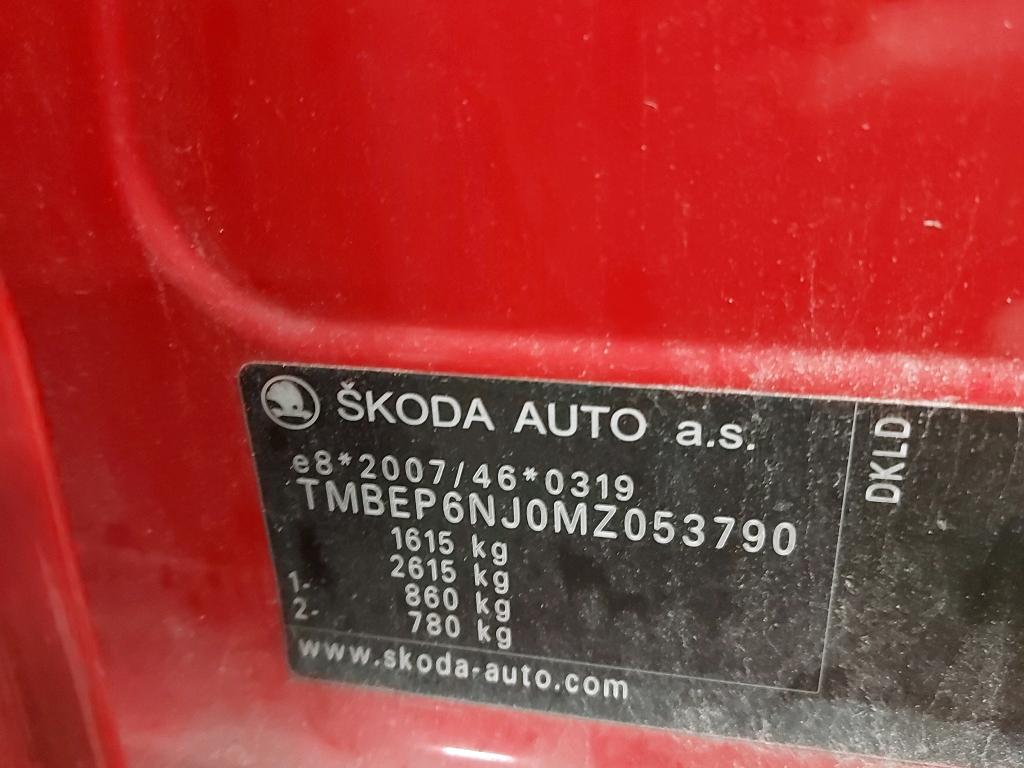 ŠKODA AUTO a.s.
e8*2007/46*0319
TMBEP6NJ0MZ053790
1615 kg
2615 kg
1- 860 kg
2- 780 kg
www.skoda-auto.com
DKLD